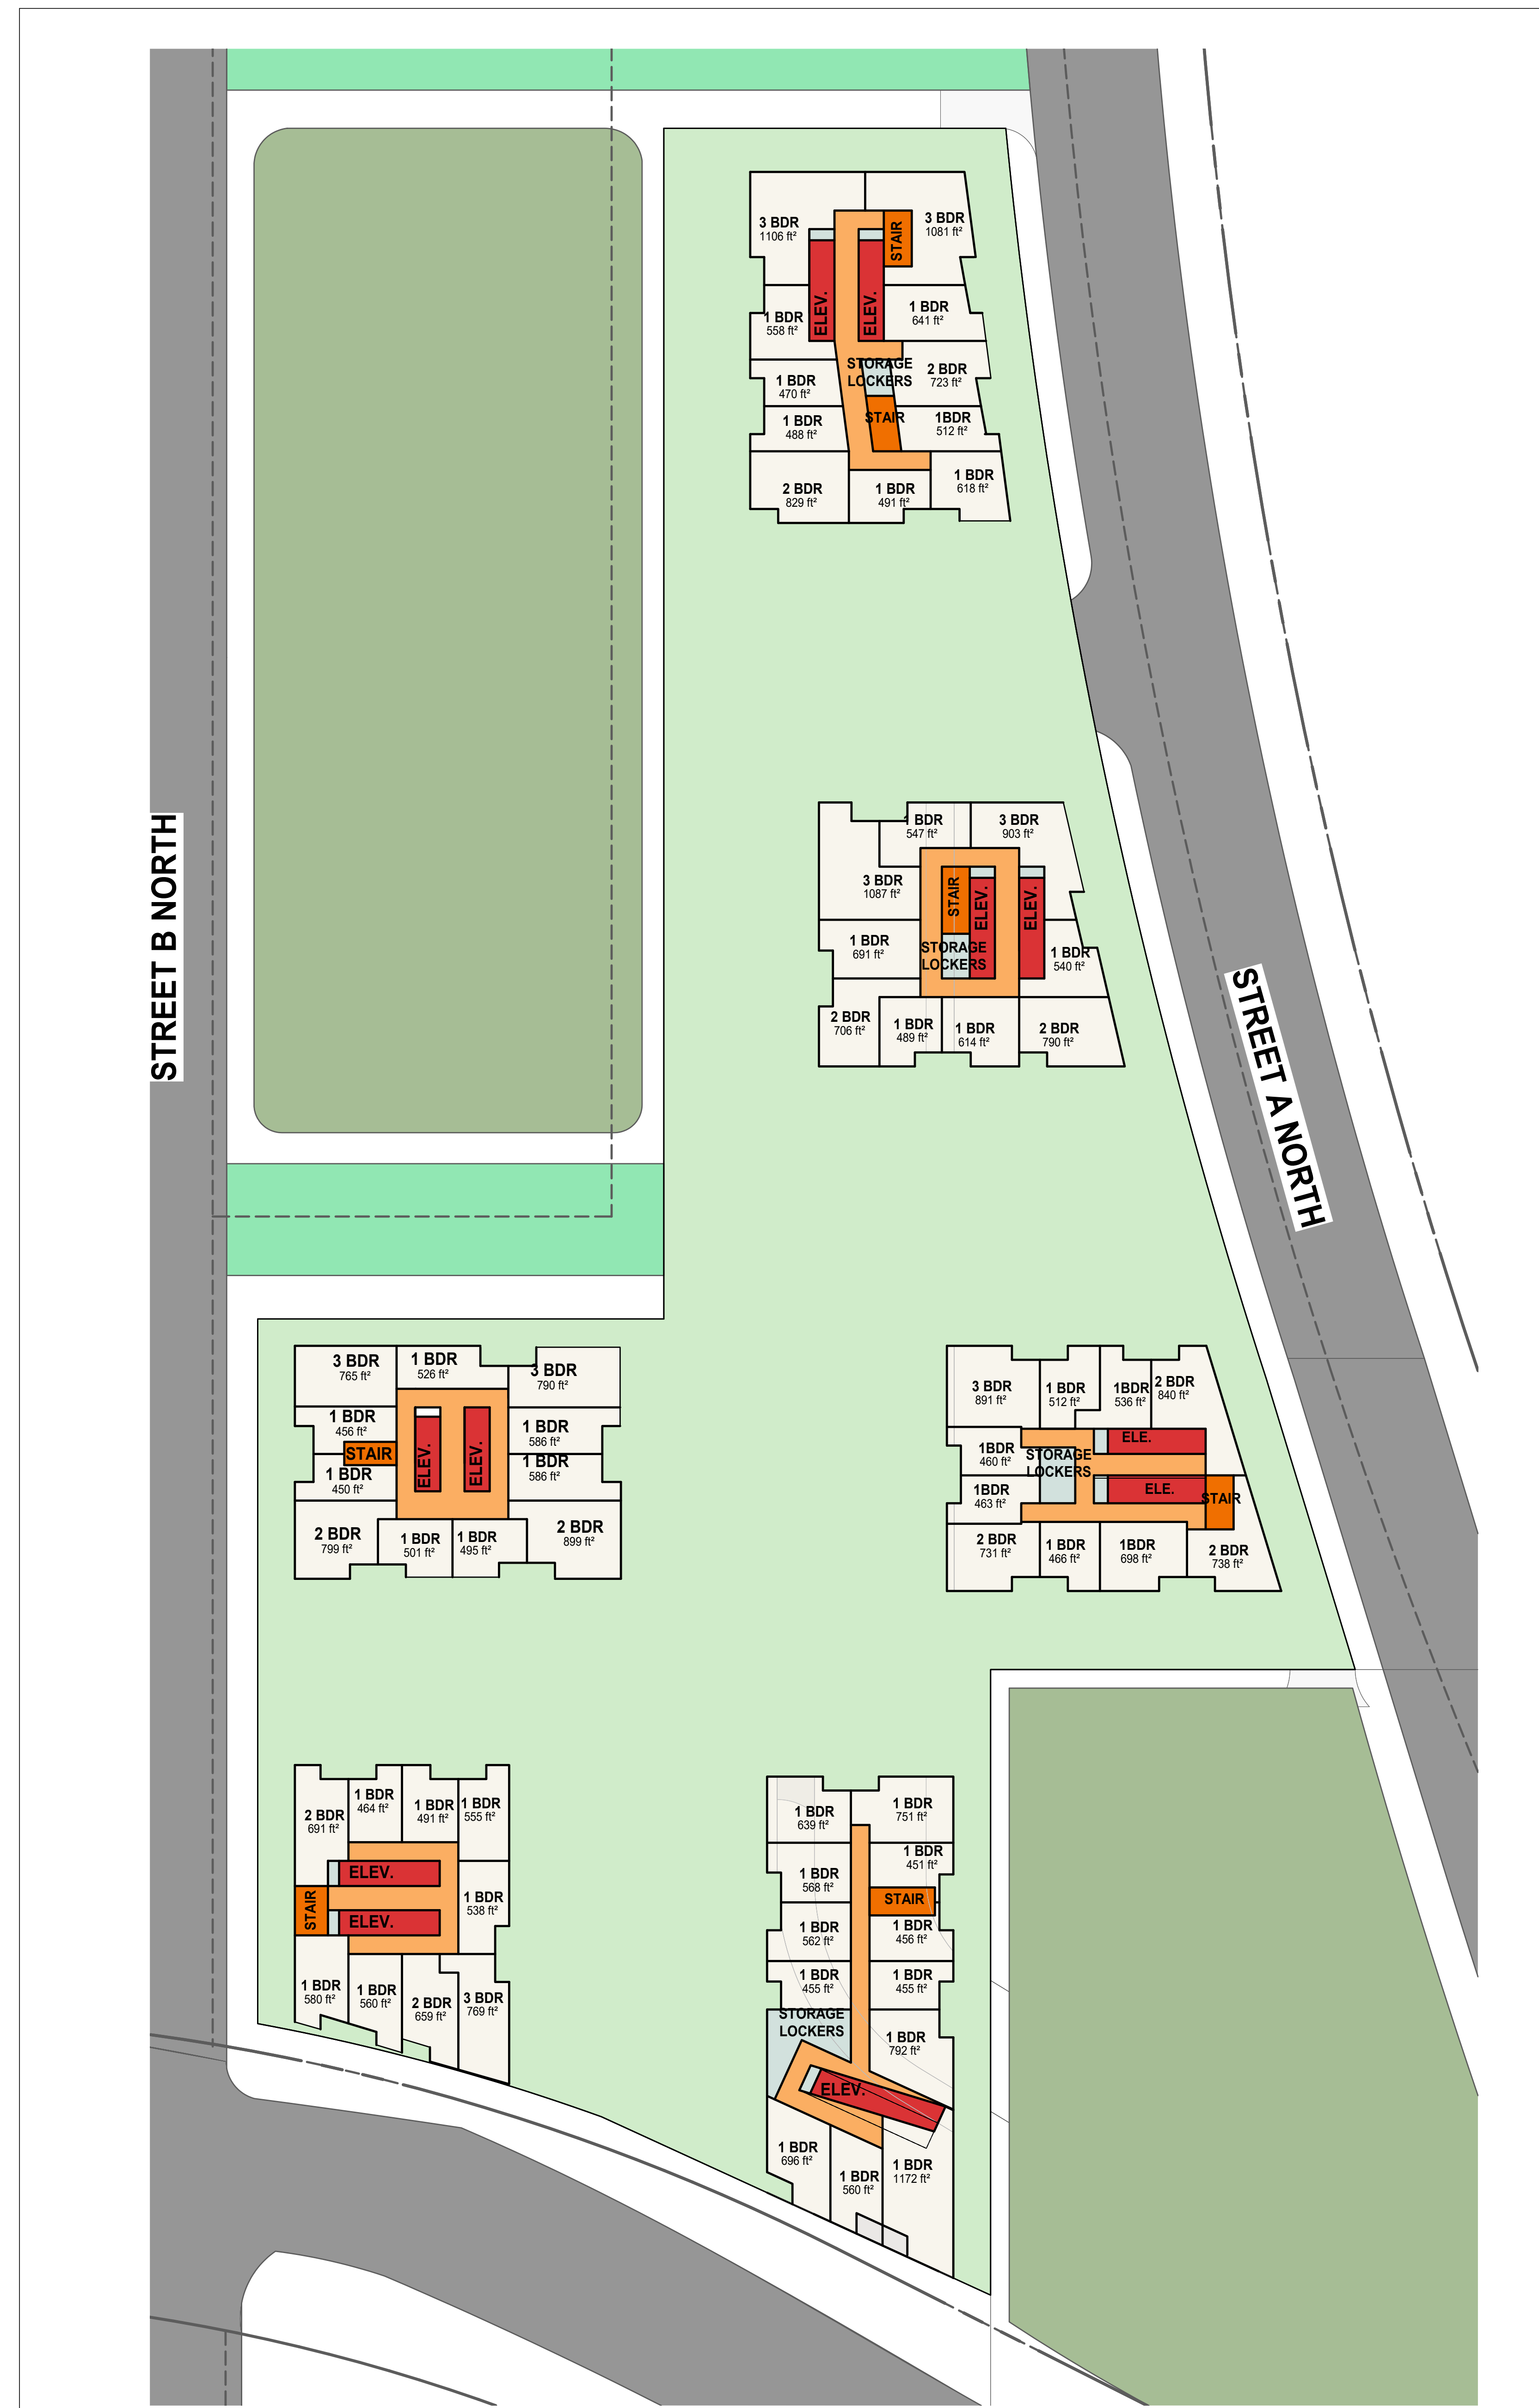 3 BDR
1106 ft²
3 BDR
1081 ft²
STAIR
ELEV.
ELEV.
1 BDR
558 ft²
1 BDR
641 ft²
STORAGE
LOCKERS
2 BDR
723 ft²
1 BDR
470 ft²
1 BDR
488 ft²
STAIR
1BDR
512 ft²
2 BDR
829 ft²
1 BDR
491 ft²
1 BDR
618 ft²
STREET B NORTH
STREET A NORTH
1 BDR
547 ft²
3 BDR
903 ft²
3 BDR
1087 ft²
STAIR
ELEV.
ELEV.
1 BDR
691 ft²
STORAGE
LOCKERS
1 BDR
540 ft²
2 BDR
706 ft²
1 BDR
489 ft²
1 BDR
614 ft²
2 BDR
790 ft²
3 BDR
765 ft²
1 BDR
526 ft²
3 BDR
790 ft²
1 BDR
456 ft²
1 BDR
586 ft²
STAIR
ELEV.
ELEV.
1 BDR
450 ft²
1 BDR
586 ft²
2 BDR
799 ft²
1 BDR
501 ft²
1 BDR
495 ft²
2 BDR
899 ft²
3 BDR
891 ft²
1 BDR
512 ft²
1BDR
536 ft²
2 BDR
840 ft²
ELE.
1BDR
460 ft²
STORAGE
LOCKERS
1BDR
463 ft²
ELE.
STAIR
2 BDR
731 ft²
1 BDR
466 ft²
1BDR
698 ft²
2 BDR
738 ft²
2 BDR
691 ft²
1 BDR
464 ft²
1 BDR
491 ft²
1 BDR
555 ft²
ELEV.
STAIR
ELEV.
1 BDR
538 ft²
1 BDR
580 ft²
1 BDR
560 ft²
2 BDR
659 ft²
3 BDR
769 ft²
1 BDR
639 ft²
1 BDR
751 ft²
1 BDR
451 ft²
1 BDR
568 ft²
STAIR
1 BDR
562 ft²
1 BDR
456 ft²
1 BDR
455 ft²
1 BDR
455 ft²
STORAGE
LOCKERS
1 BDR
792 ft²
ELEV.
1 BDR
696 ft²
1 BDR
560 ft²
1 BDR
1172 ft²